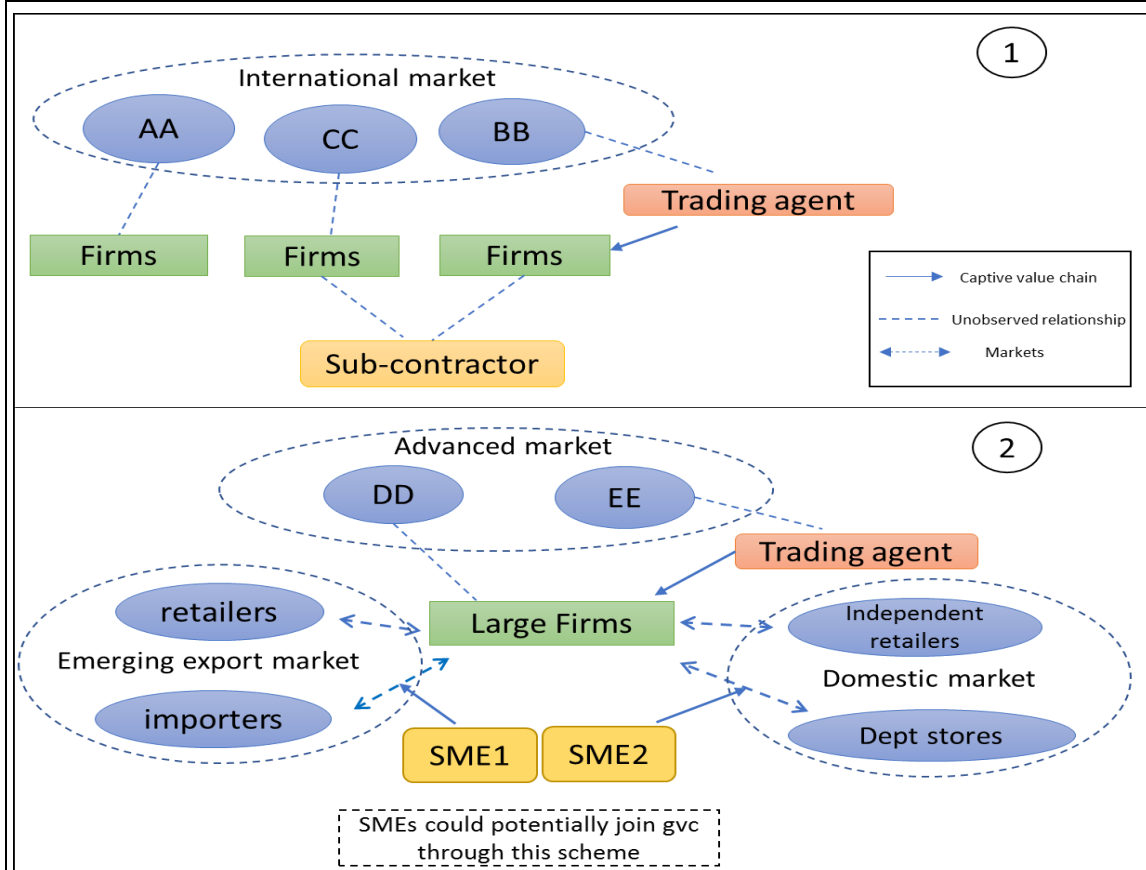 1
International market
AA
CC
BB
Trading agent
Firms
Firms
Firms
Sub-contractor
Captive value chain
Unobserved relationship
Markets
2
Advanced market
DD
EE
Trading agent
retailers
Emerging export market
importers
Large Firms
Independent
retailers
Domestic market
Dept stores
SME1
SME2
SMEs could potentially join gvc
through this scheme